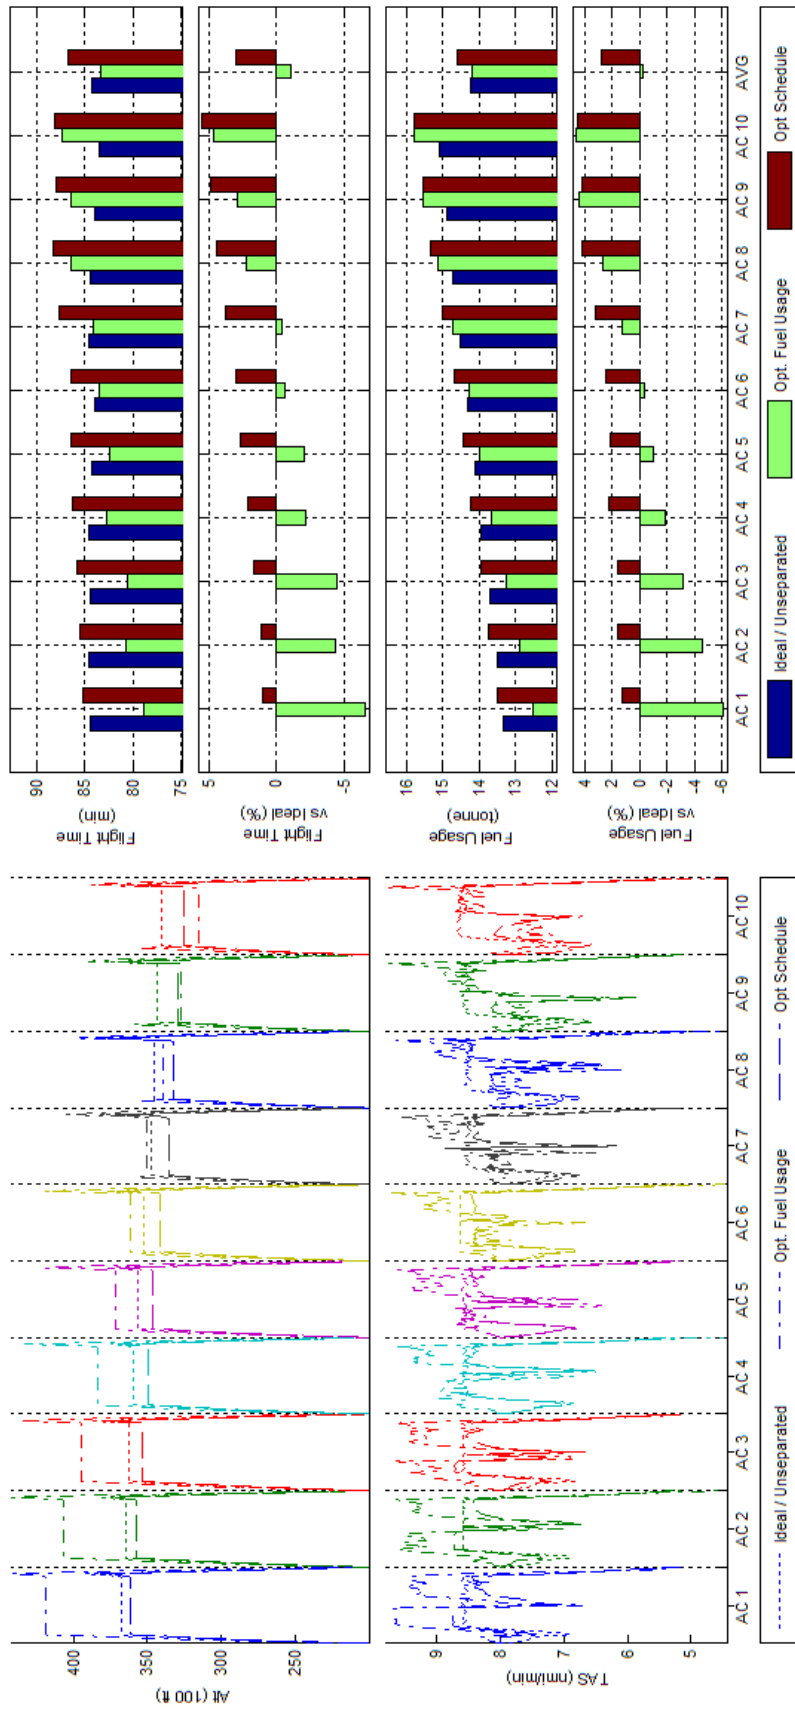 Flight Time
(min)
90
85
80
75
Flight Time
vs Ideal (%)
5
0
-5
Fuel Usage
(tonne)
16
15
14
13
12
Fuel Usage
vs Ideal (%)
4
2
0
-2
-4
-6
AC 1
AC 2
AC 3
AC 4
AC 5
AC 6
AC 7
AC 8
AC 9
AC 10
AVG
Ideal / Unseparated
Opt. Fuel Usage
Opt Schedule
Alt (100 ft)
400
350
300
250
TAS (nmi/min)
9
8
7
6
5
AC 1
AC 2
AC 3
AC 4
AC 5
AC 6
AC 7
AC 8
AC 9
AC 10
Ideal / Unseparated
Opt. Fuel Usage
Opt Schedule